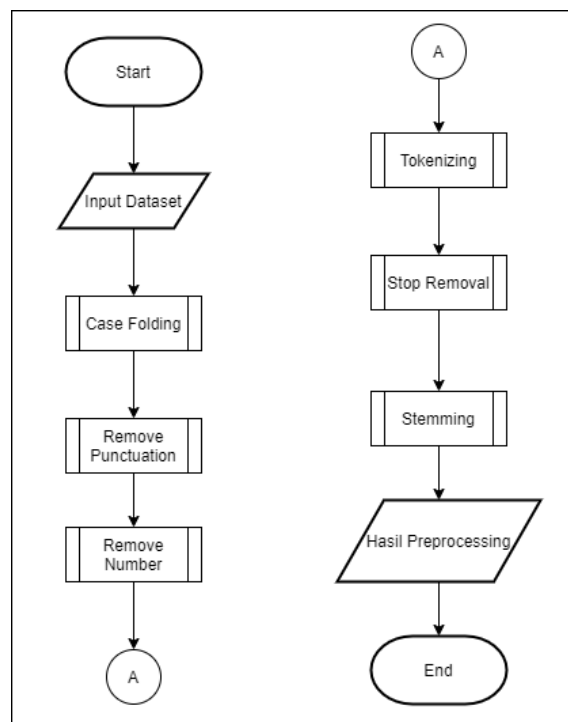 Start
Input Dataset
Case Folding
Remove
Punctuation
Remove
Number
A
A
Tokenizing
Stop Removal
Stemming
Hasil Preprocessing
End